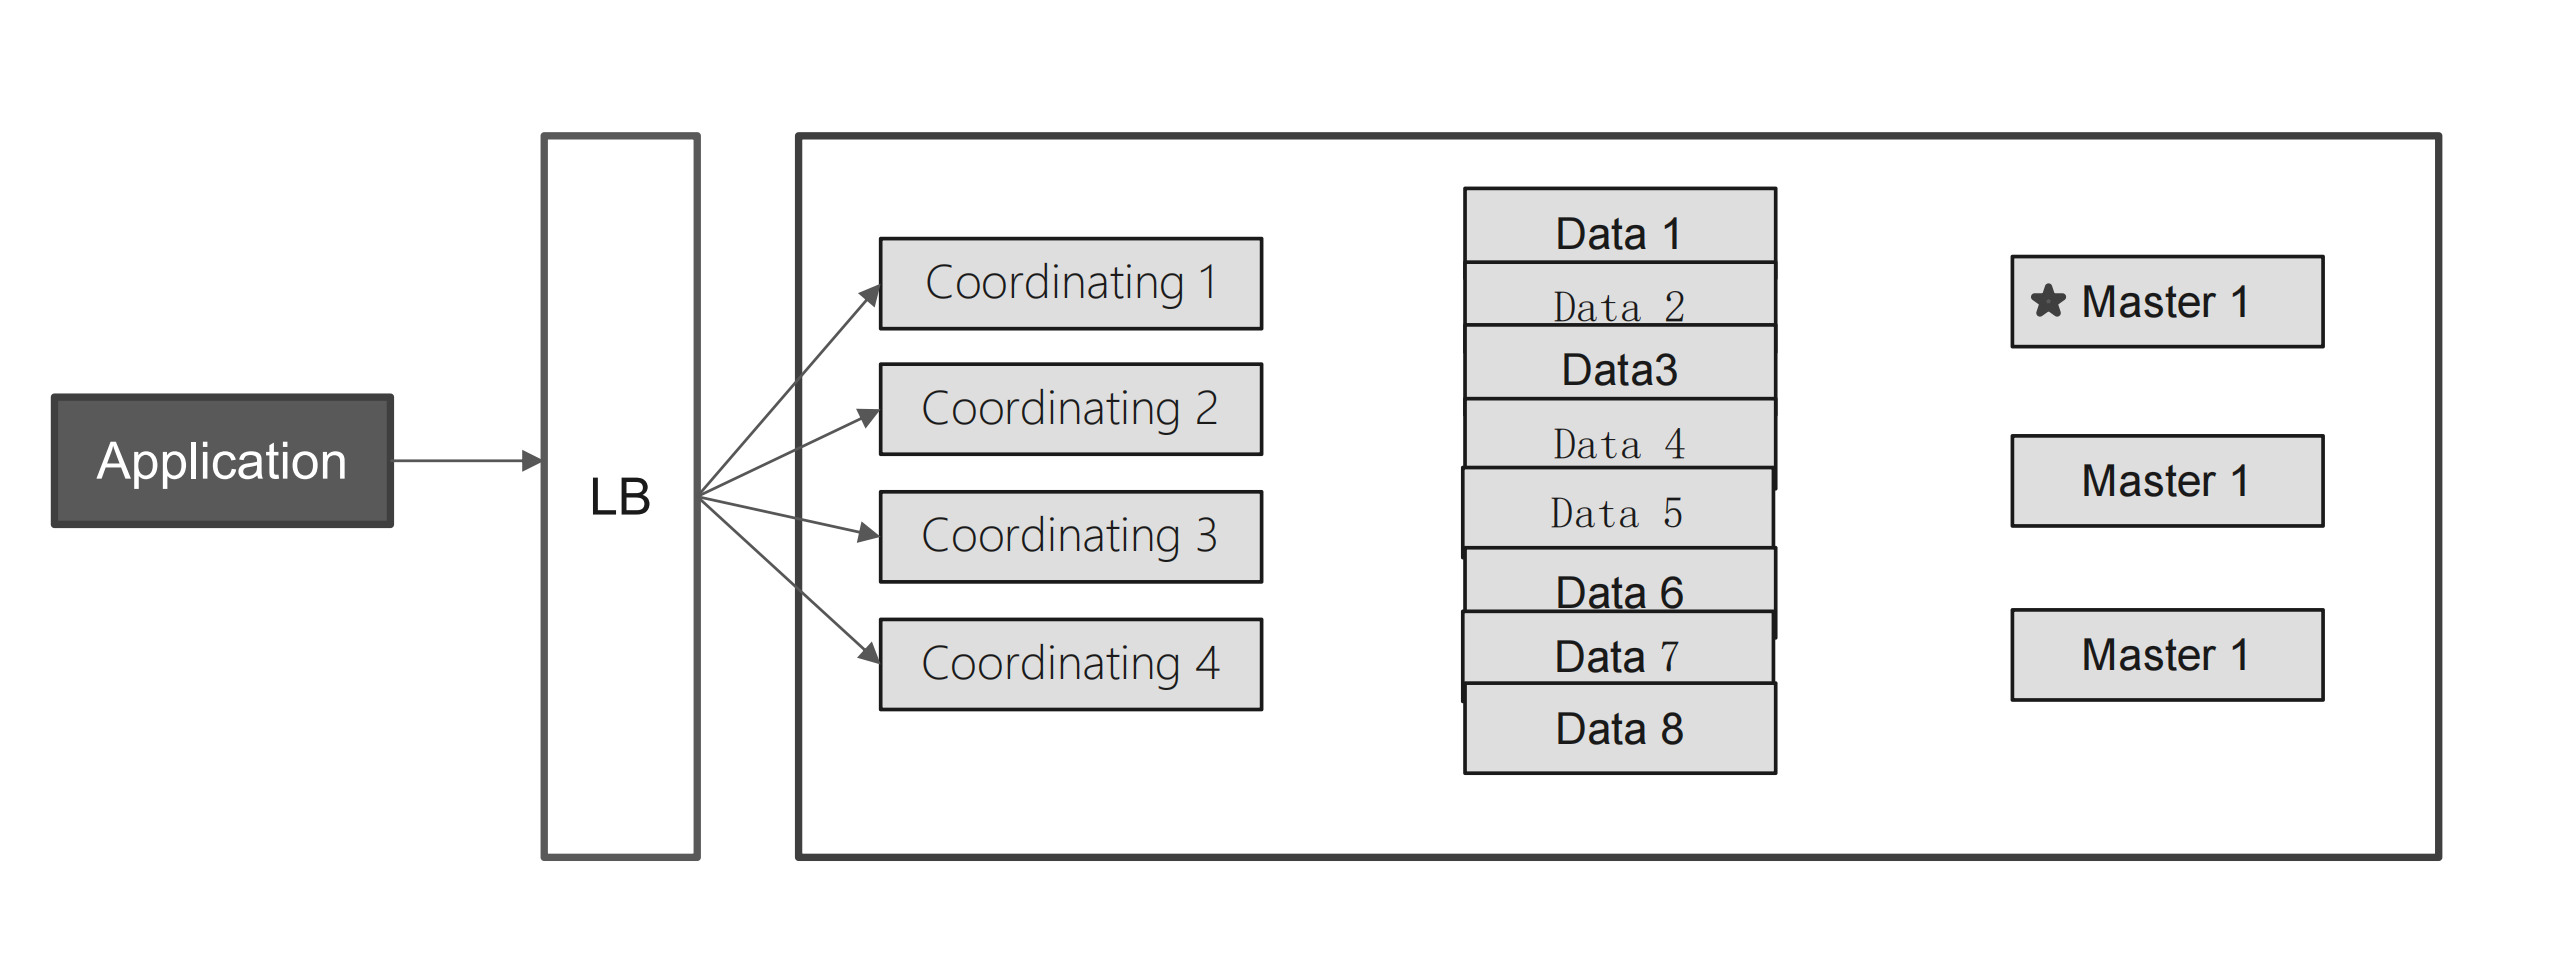 Application
LB
Coordinating 1
Coordinating 2
Coordinating 3
Coordinating 4
Data 1
Data 2
Data3
Data 4
Data 5
Data 6
Data 7
Data 8
Master 1
Master 1
Master 1